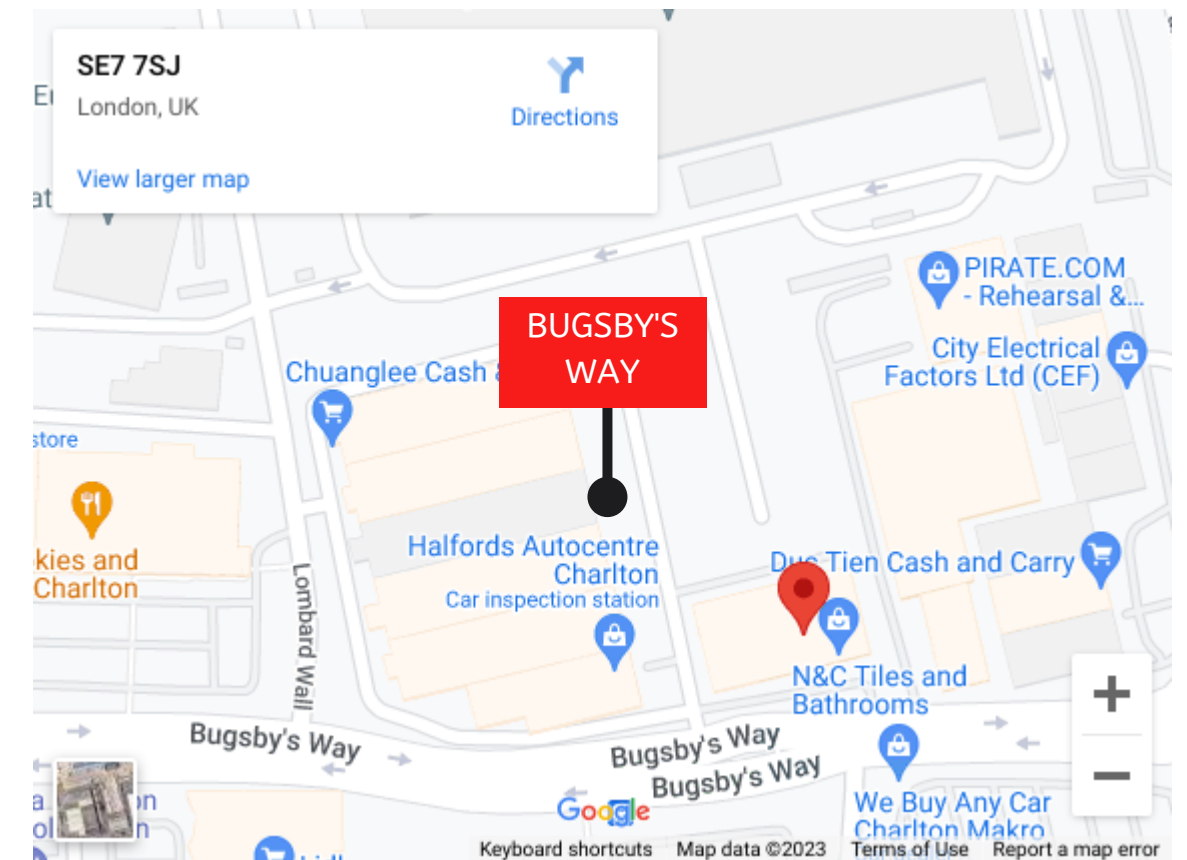 SE7 7SJ
London, UK
Directions
View larger map
PIRATE.COM
- Rehearsal &...
BUGSBY'S
WAY
City Electrical
Factors Ltd (CEF)
Chuanglee Cash
store
Halfords Autocentre
Charlton
Car inspection station
Tien Cash and Carry
kies and
Charlton
Lombard Wall
N&C Tiles and
Bathrooms
Bugsby's Way
Bugsby's Way
Bugsby's Way
We Buy Any Car
Charlton Makro
Google
Keyboard shortcuts
Map data ©2023
Terms of Use
Report a map error